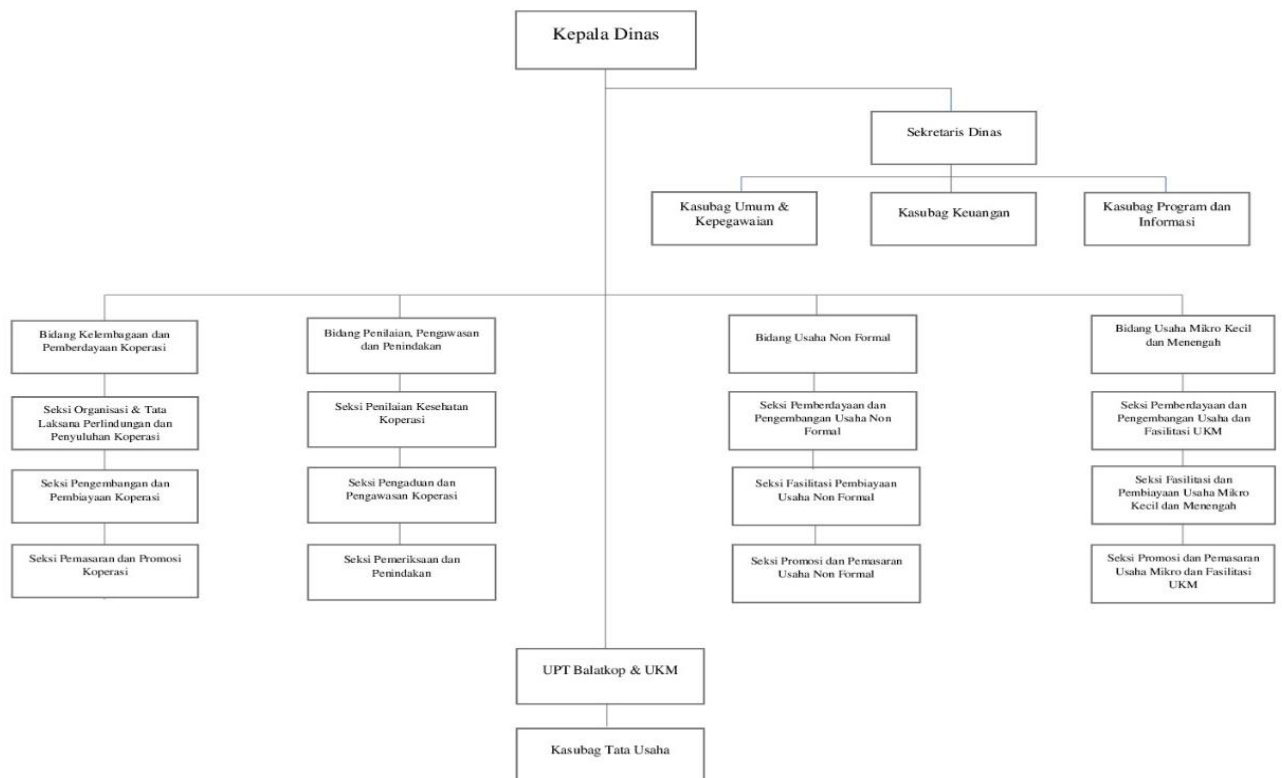 Kepala Dinas
Sekretaris Dinas
Kasubag Umum &
Kepegawaian
Kasubag Keuangan
Kasubag Program dan
Informasi
Bidang Kelembagaan dan
Pemberdayaan Koperasi
Bidang Penilaian, Pengawasan
dan Penindakan
Bidang Usaha Non Formal
Bidang Usaha Mikro Kecil
dan Menengah
Seksi Organisasi & Tata
Laksana Perlindungan dan
Penyuluhan Koperasi
Seksi Penilaian Kesehatan
Koperasi
Seksi Pemberdayaan dan
Pengembangan Usaha Non
Formal
Seksi Pemberdayaan dan
Pengembangan Usaha dan
Fasilitasi UKM
Seksi Pengembangan dan
Pembiayaan Koperasi
Seksi Pengaduan dan
Pengawasan Koperasi
Seksi Fasilitasi Pembiayaan
Usaha Non Formal
Seksi Fasilitasi dan
Pembiayaan Usaha Mikro
Kecil dan Menengah
Seksi Pemasaran dan Promosi
Koperasi
Seksi Pemeriksaan dan
Penindakan
Seksi Promosi dan Pemasaran
Usaha Non Formal
Seksi Promosi dan Pemasaran
Usaha Mikro dan Fasilitasi
UKM
UPT Balatkop & UKM
Kasubag Tata Usaha